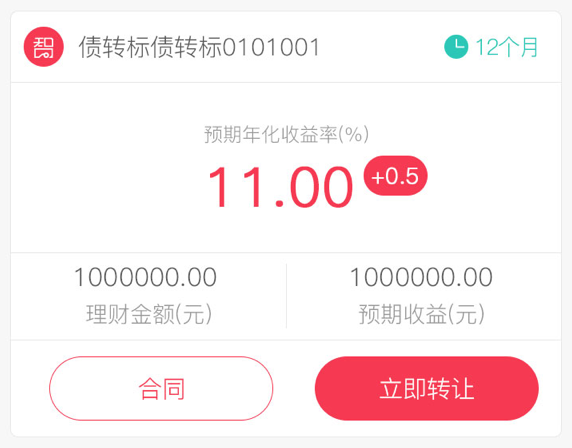 智 债转标债转标0101001 12个月
预期年化收益率(%)
11.00 +0.5
1000000.00 1000000.00
理财金额(元) 预期收益(元)
合同 立即转让